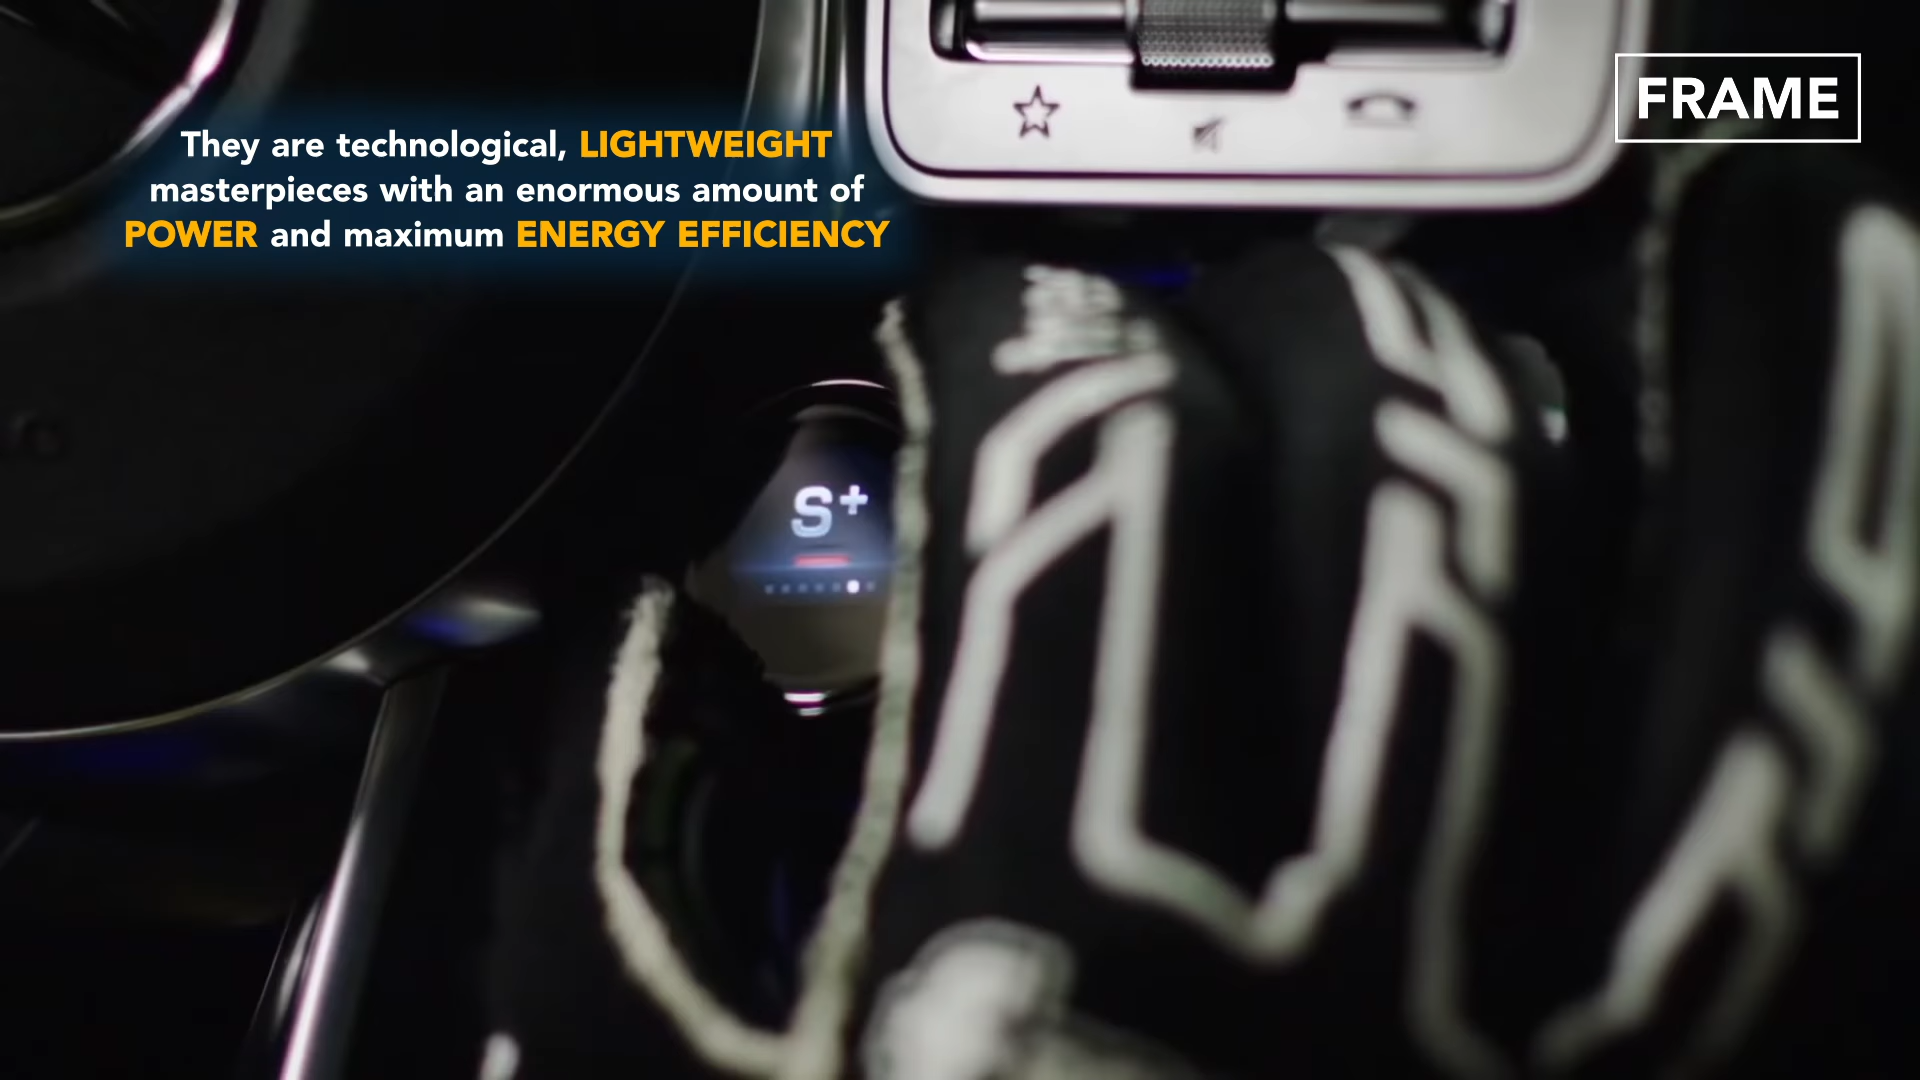 They are technological, LIGHTWEIGHT
masterpieces with an enormous amount of
POWER and maximum ENERGY EFFICIENCY
FRAME
S+